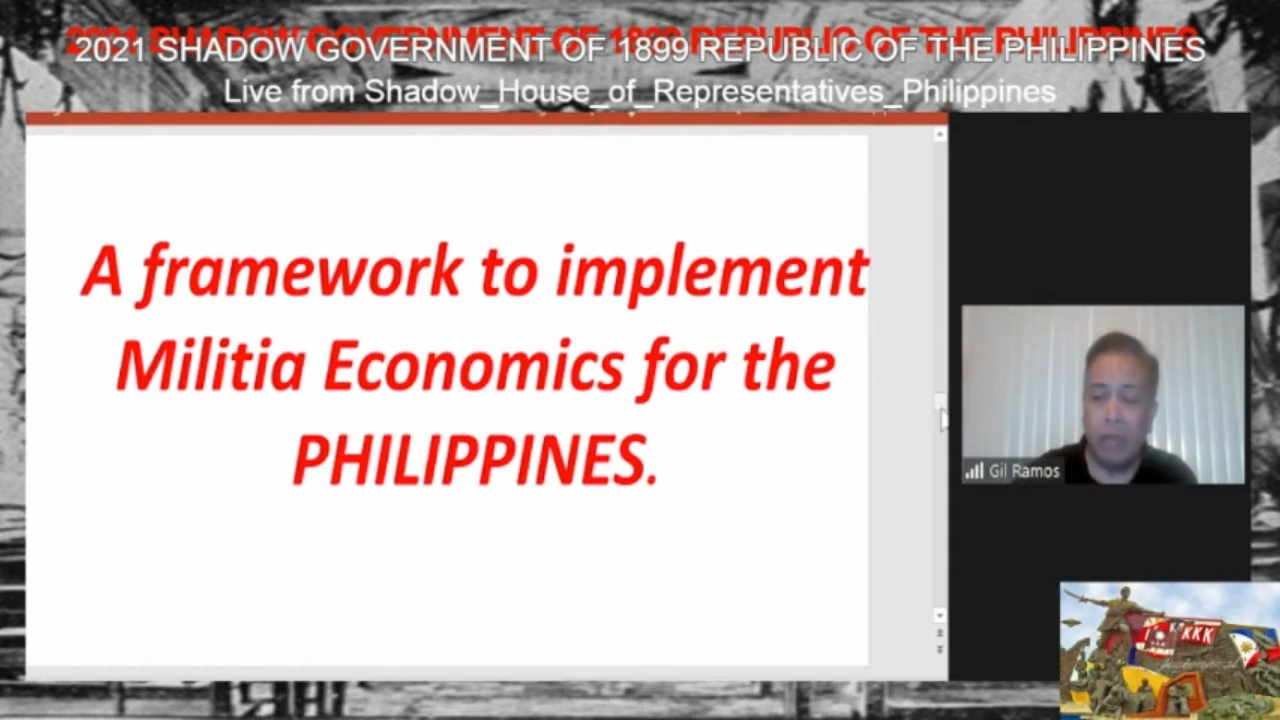 2021 SHADOW GOVERNMENT OF 1899 REPUBLIC OF THE PHILIPPINES
Live from Shadow_House_of_Representatives_Philippines
A framework to implement
Militia Economics for the
PHILIPPINES.
Gil Ramos
KKK